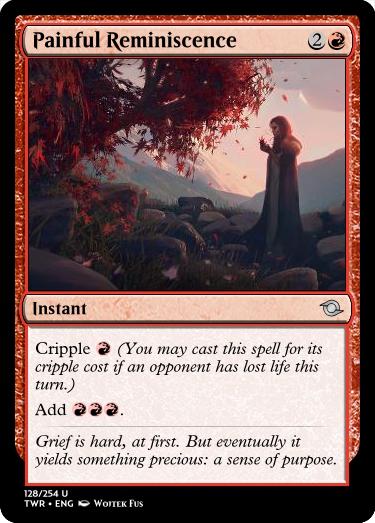 Painful Reminiscence 2
Instant
Cripple (You may cast this spell for its
cripple cost if an opponent has lost life this
turn.)
Add .
Grief is hard, at first. But eventually it
yields something precious: a sense of purpose.
128/254 U
TWR • ENG Wojtek Fus